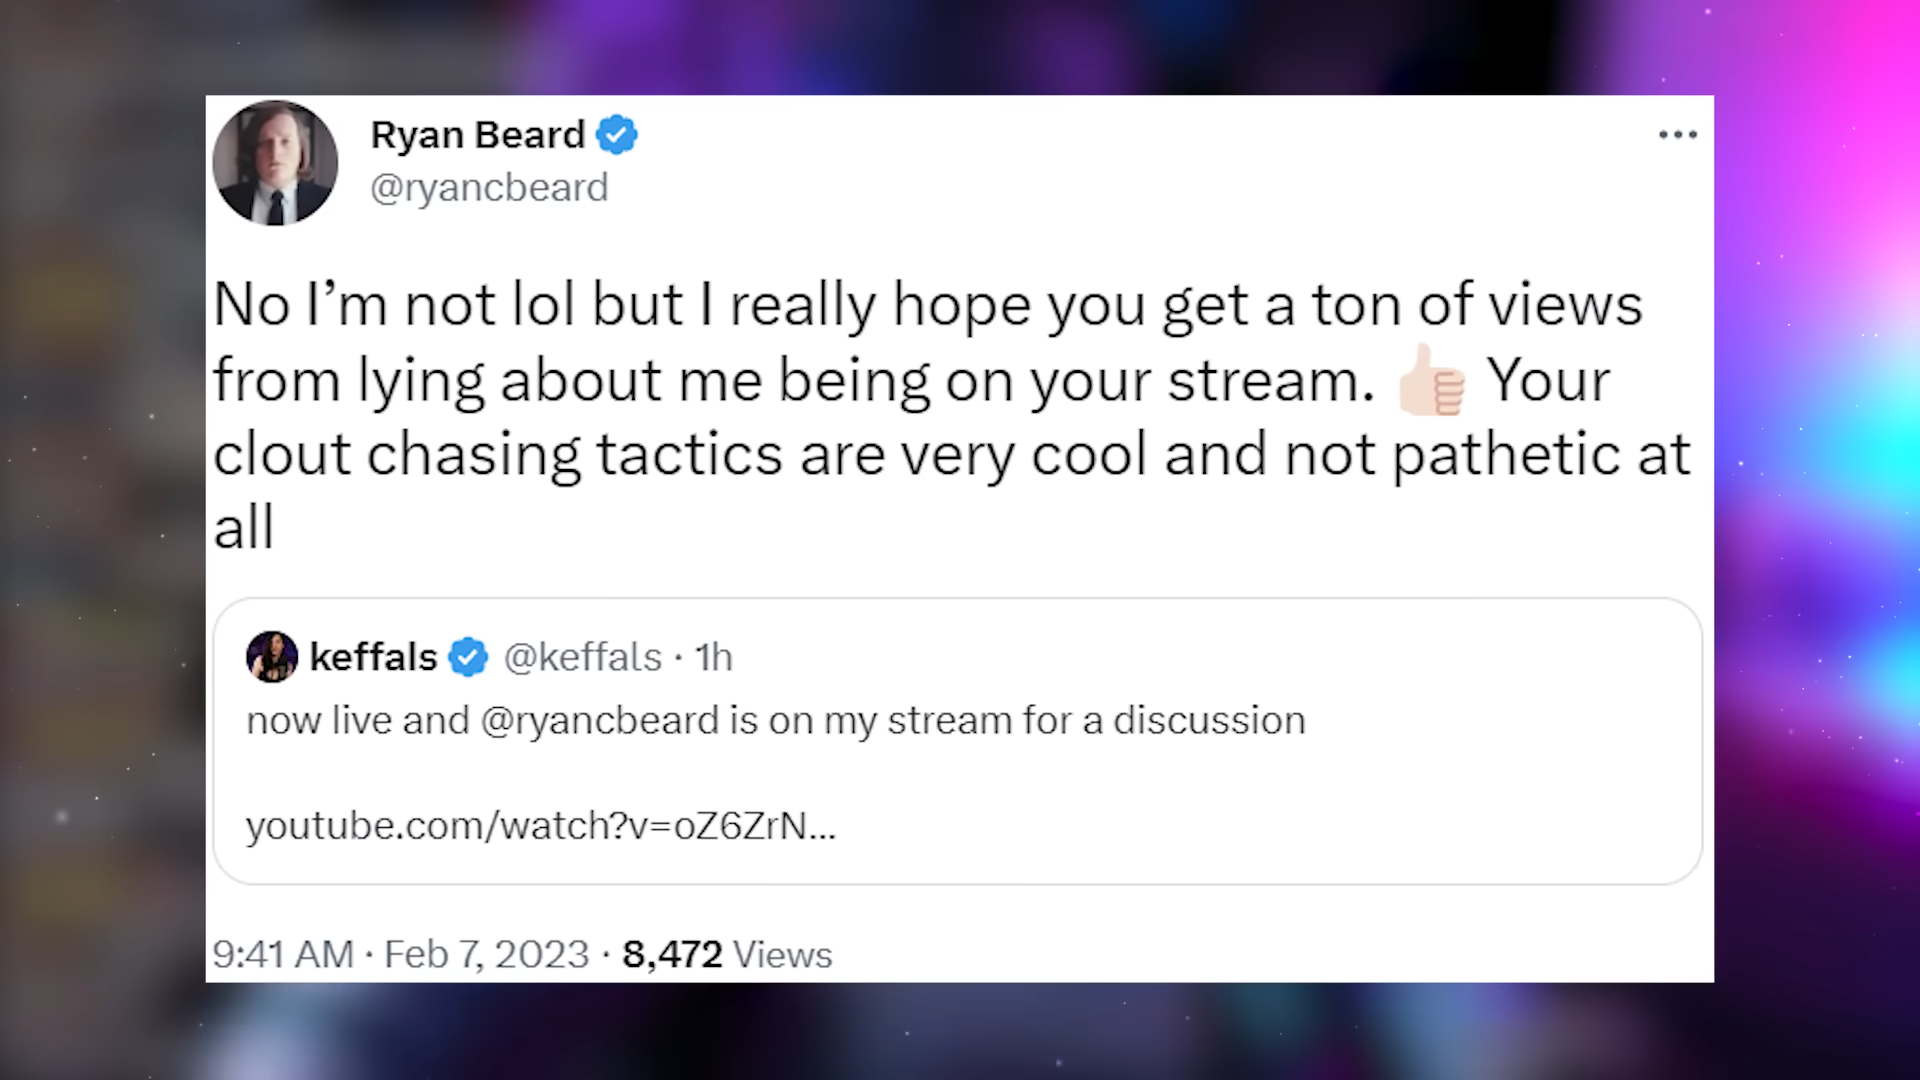 Ryan Beard
@ryancbeard
No I’m not lol but I really hope you get a ton of views
from lying about me being on your stream. 👍🏻 Your
clout chasing tactics are very cool and not pathetic at
all
keffals @keffals · 1h
now live and @ryancbeard is on my stream for a discussion
youtube.com/watch?v=oZ6ZrN...
9:41 AM · Feb 7, 2023 · 8,472 Views